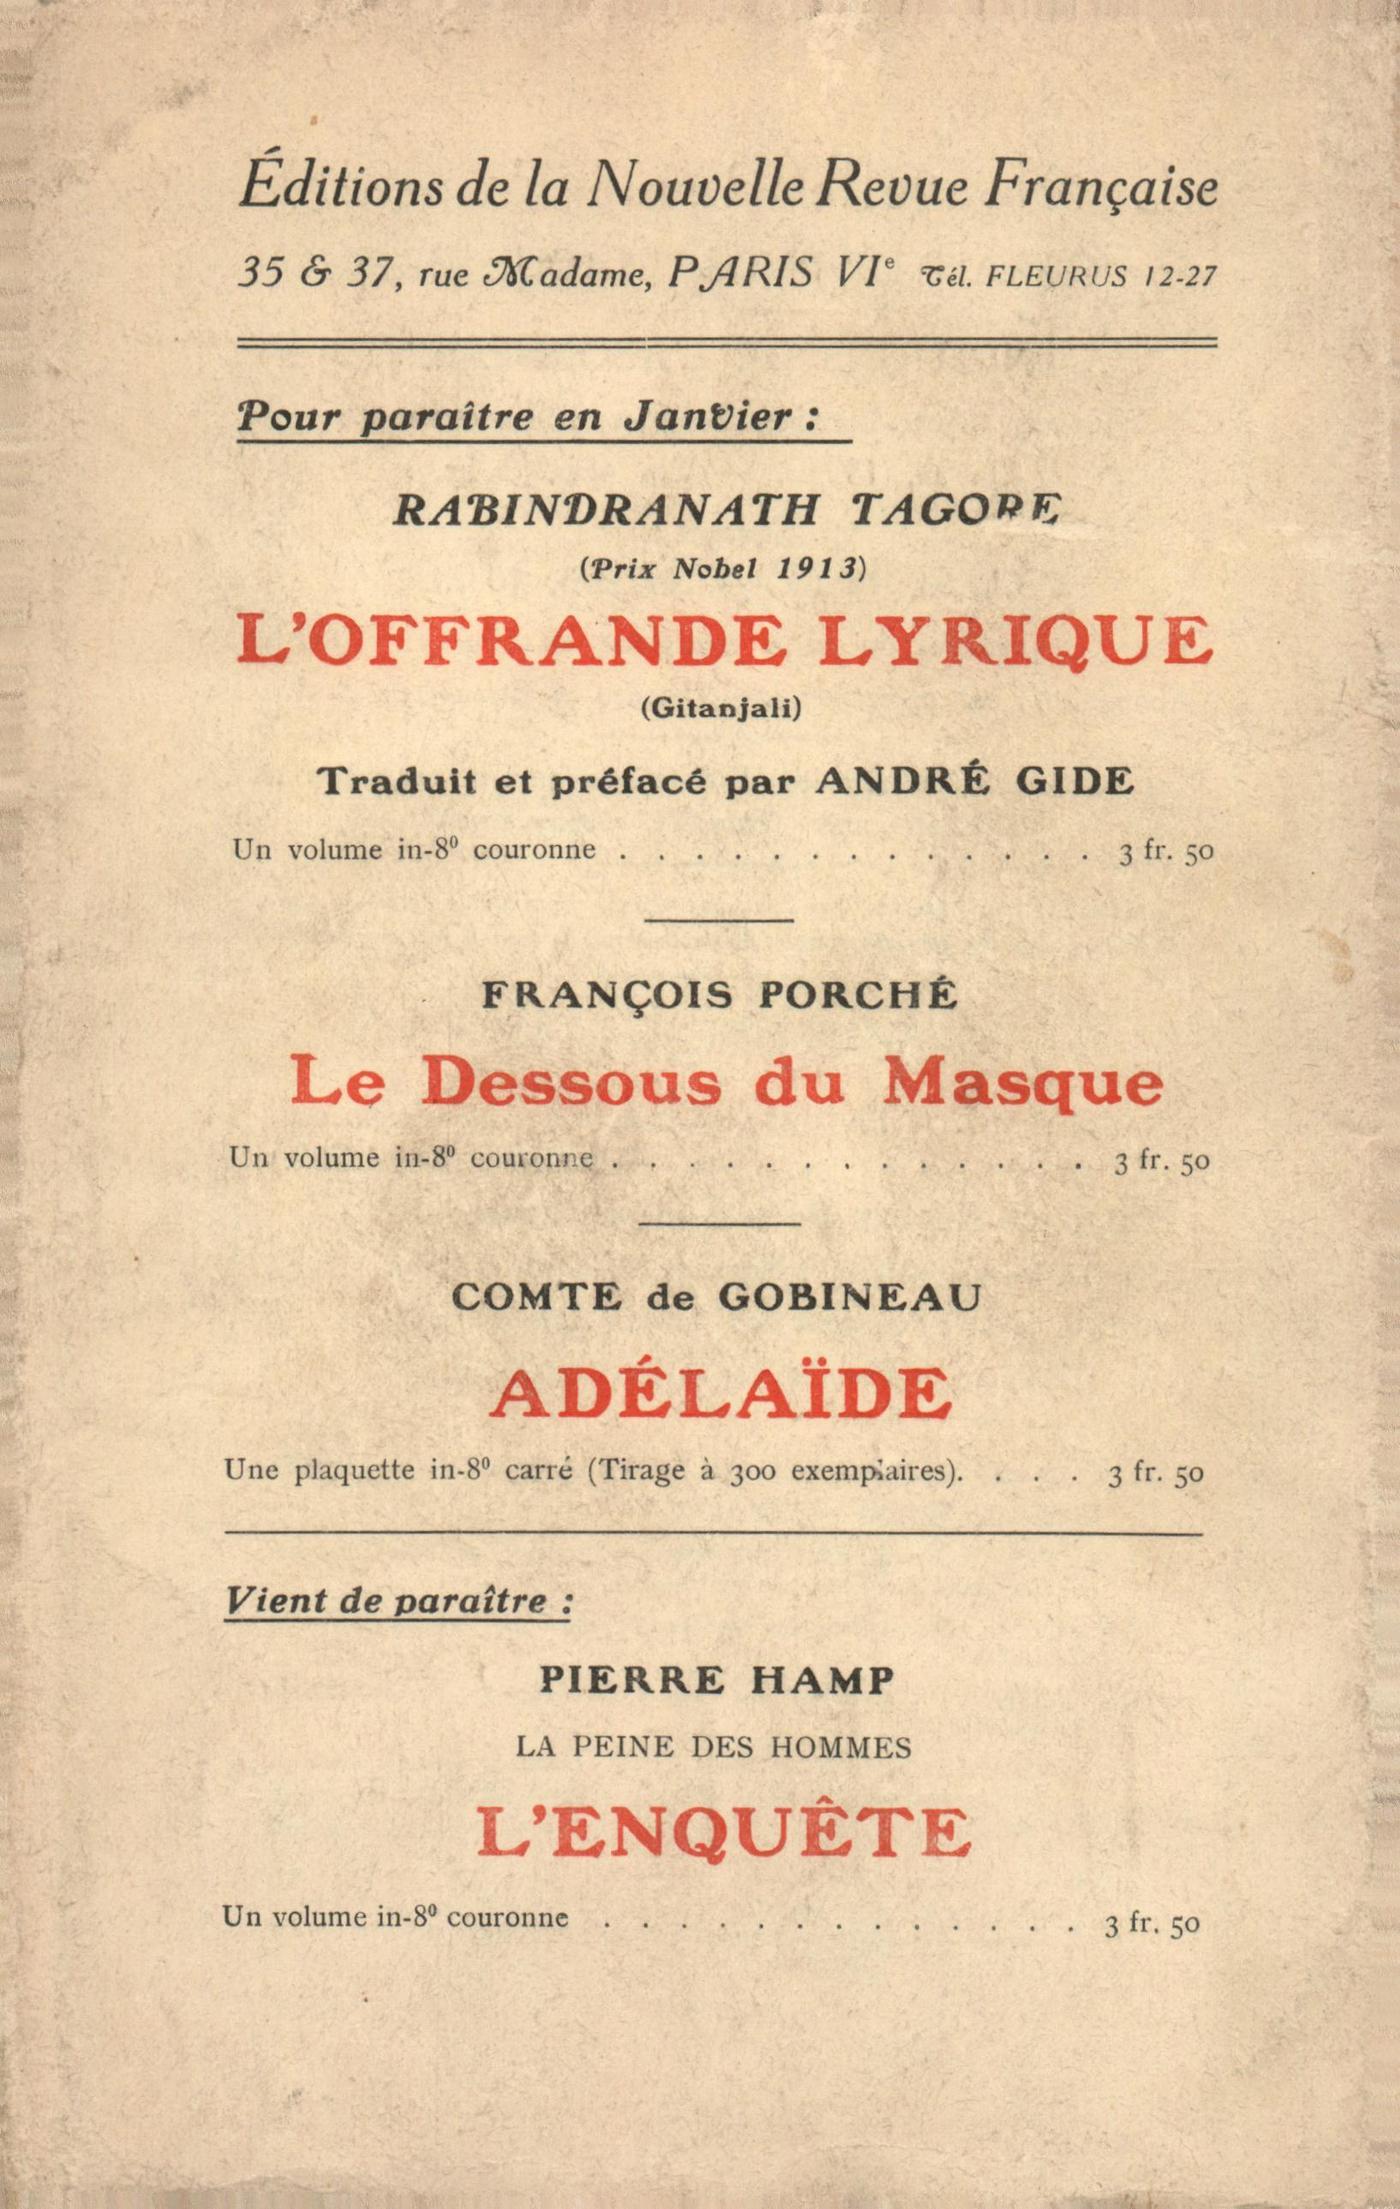 Éditions de la Nouvelle Revue Française
35 & 37, rue Madame, PARIS VIe Tél. FLEURUS 12-27
Pour paraître en Janvier :
RABINDRANATH TAGORE
(Prix Nobel 1913)
L'OFFRANDE LYRIQUE
(Gitanjali)
Traduit et préfacé par ANDRÉ GIDE
Un volume in-8⁰ couronne . . . . . . . . . . . . . 3 fr. 50
FRANÇOIS PORCHÉ
Le Dessous du Masque
Un volume in-8⁰ couronne . . . . . . . . . . . . . 3 fr. 50
COMTE de GOBINEAU
ADÉLAÏDE
Une plaquette in-8⁰ carré (Tirage à 300 exemplaires). . . . 3 fr. 50
Vient de paraître :
PIERRE HAMP
LA PEINE DES HOMMES
L'ENQUÊTE
Un volume in-8⁰ couronne . . . . . . . . . . . . . 3 fr. 50